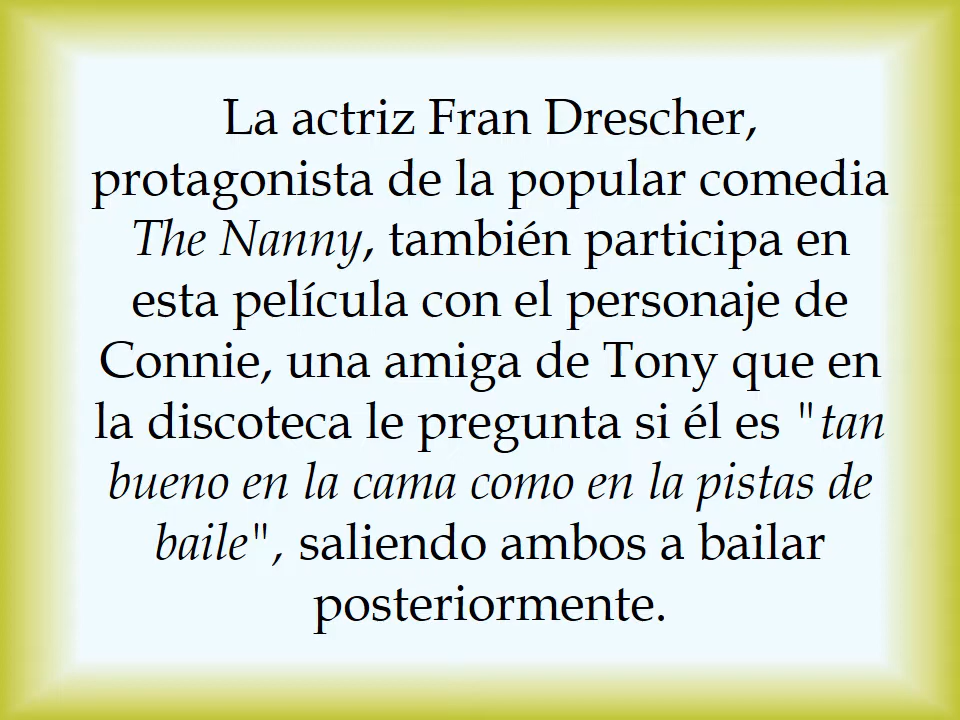 La actriz Fran Drescher,
protagonista de la popular comedia
The Nanny, también participa en
esta película con el personaje de
Connie, una amiga de Tony que en
la discoteca le pregunta si él es "tan
bueno en la cama como en la pistas de
baile", saliendo ambos a bailar
posteriormente.